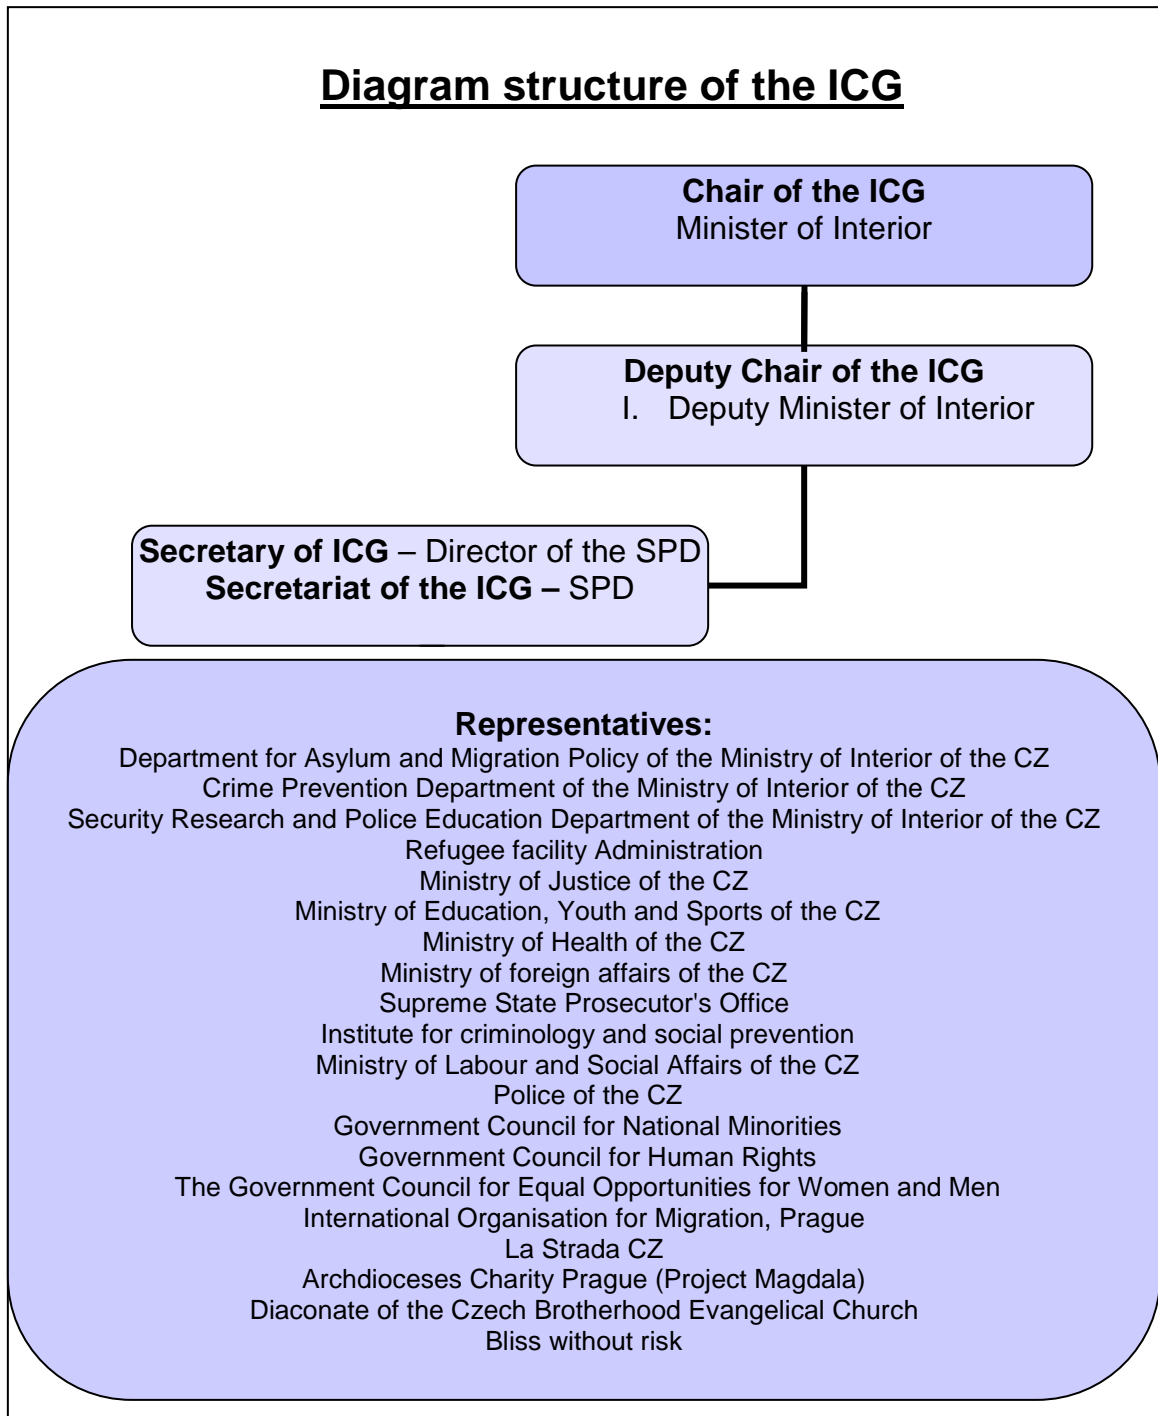 Diagram structure of the ICG
Chair of the ICG
Minister of Interior
Deputy Chair of the ICG
I. Deputy Minister of Interior
Secretary of ICG – Director of the SPD
Secretariat of the ICG – SPD
Representatives:
Department for Asylum and Migration Policy of the Ministry of Interior of the CZ
Crime Prevention Department of the Ministry of Interior of the CZ
Security Research and Police Education Department of the Ministry of Interior of the CZ
Refugee facility Administration
Ministry of Justice of the CZ
Ministry of Education, Youth and Sports of the CZ
Ministry of Health of the CZ
Ministry of foreign affairs of the CZ
Supreme State Prosecutor's Office
Institute for criminology and social prevention
Ministry of Labour and Social Affairs of the CZ
Police of the CZ
Government Council for National Minorities
Government Council for Human Rights
The Government Council for Equal Opportunities for Women and Men
International Organisation for Migration, Prague
La Strada CZ
Archdioceses Charity Prague (Project Magdala)
Diaconate of the Czech Brotherhood Evangelical Church
Bliss without risk